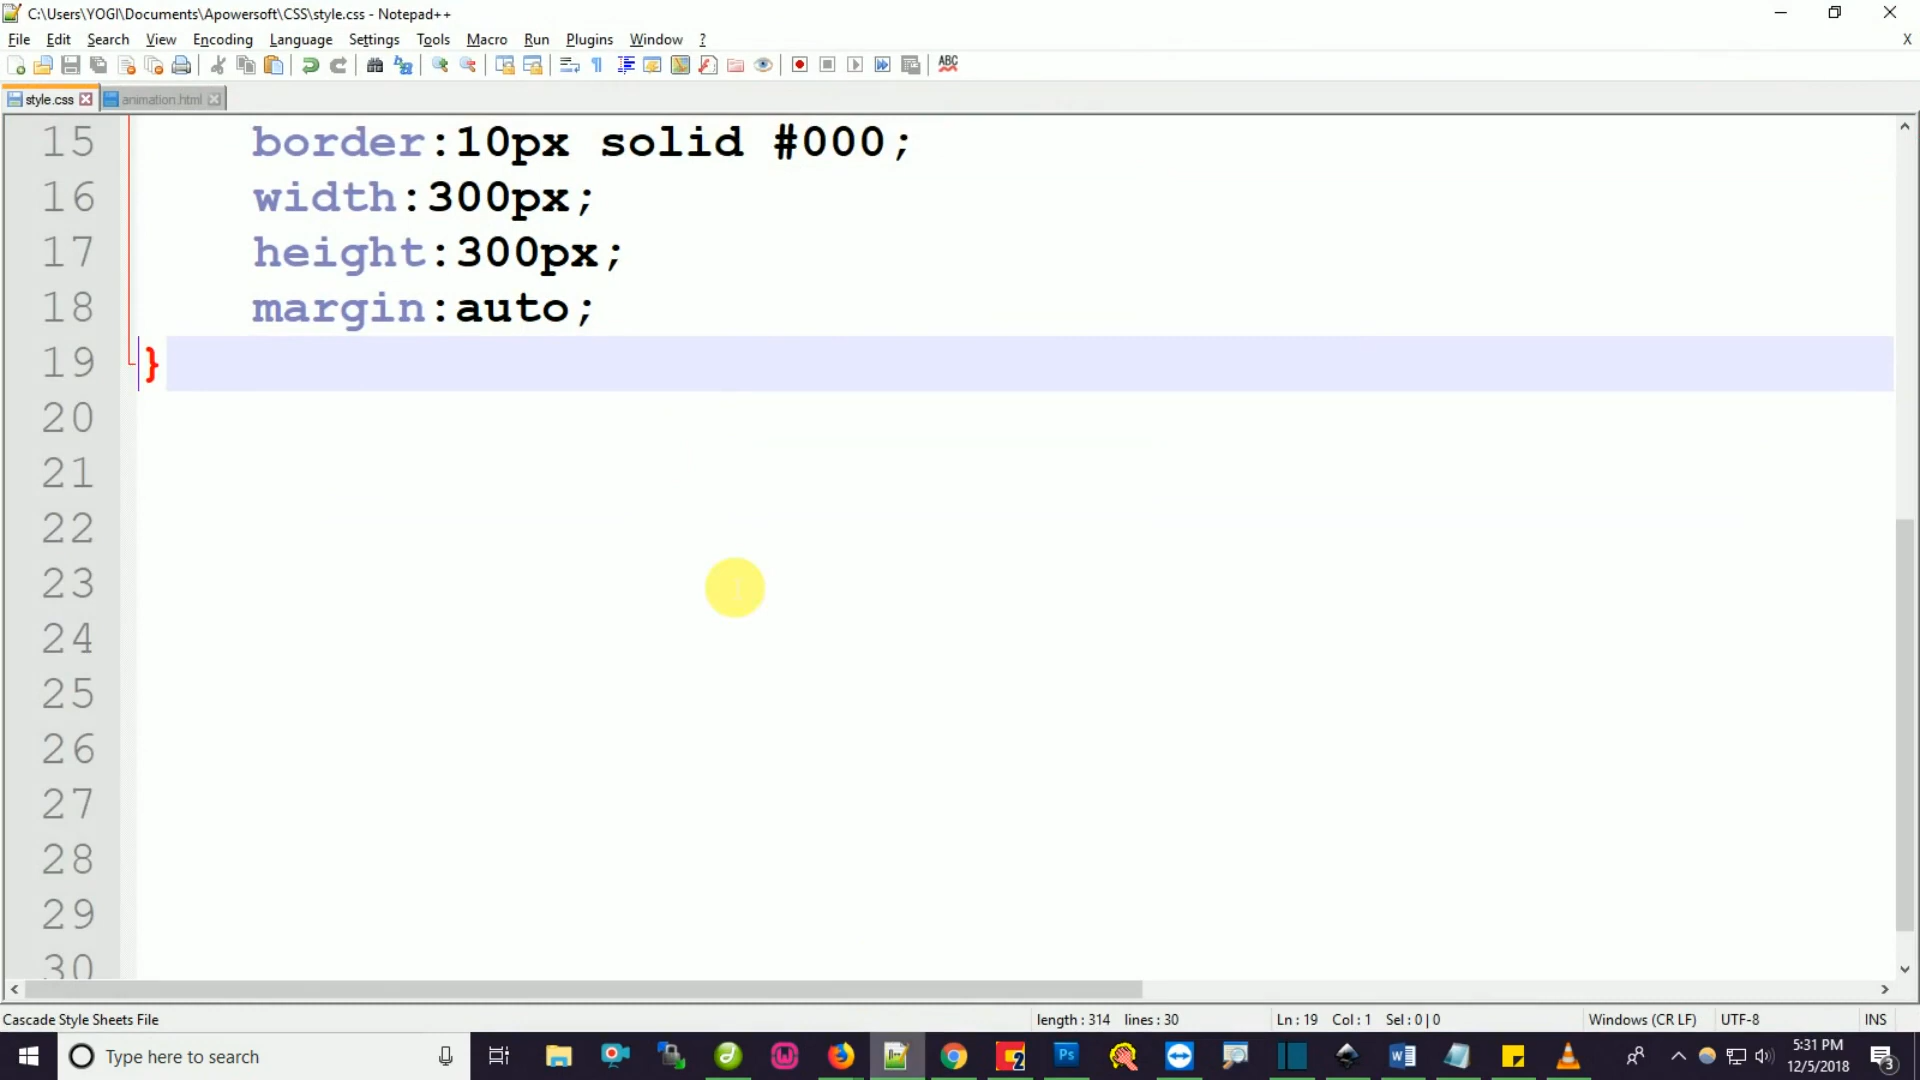 C:\Users\YOGI\Documents\Apowersoft\CSS\style.css - Notepad++
File Edit Search View Encoding Language Settings Tools Macro Run Plugins Window ? X
ABC
style.css animation.html
15 border:10px solid #000;
16 width:300px;
17 height:300px;
18 margin:auto;
19 }
20
21
22
23
24
25
26
27
28
29
30
Cascade Style Sheets File length : 314 lines : 30 Ln : 19 Col : 1 Sel : 0 | 0 Windows (CR LF) UTF-8 INS
Type here to search 2 Ps W 5:31 PM
12/5/2018 3